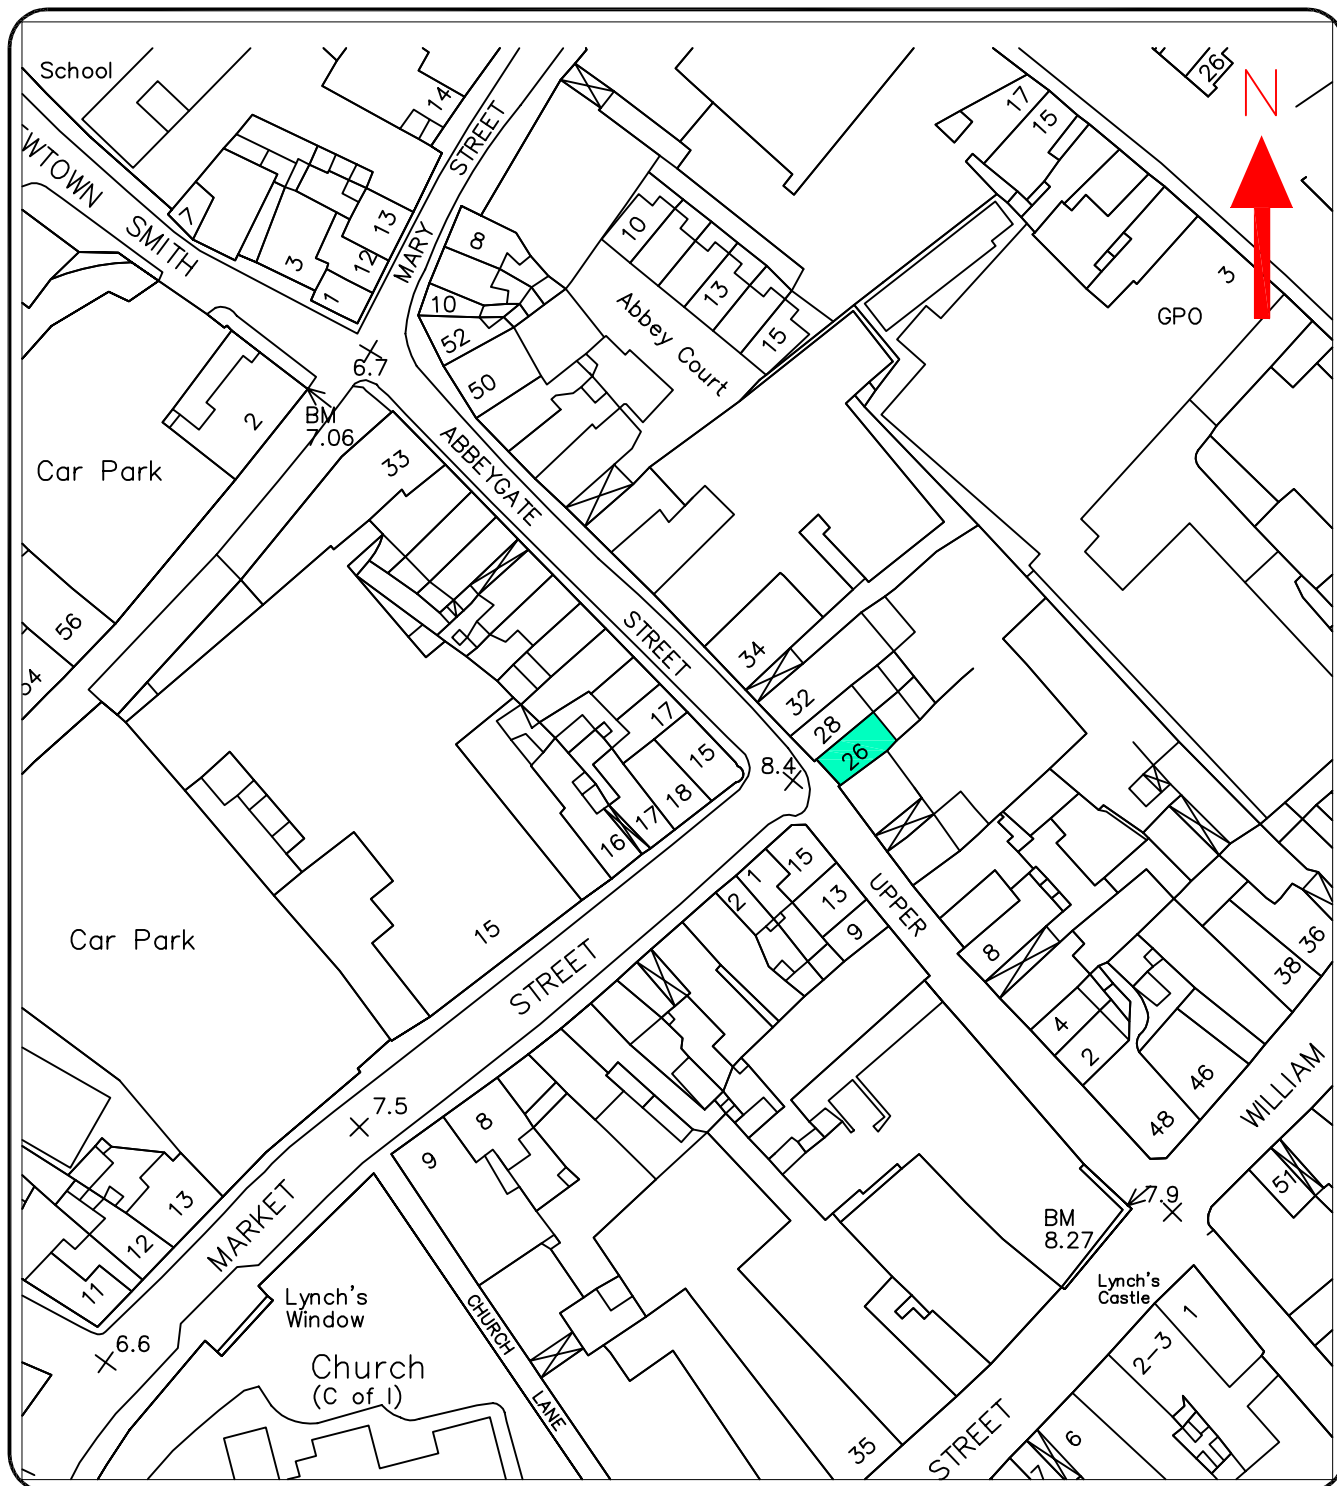 School
14
STREET
26
N
17
15
NEWTOWN
SMITH
7
3
1
12
13
MARY
8
10
52
50
10
13
15
Abbey Court
3
GPO
6.7
BM
7.06
2
Car Park
33
ABBEYGATE
STREET
56
54
34
32
28
26
8.4
17
15
18
17
16
15
Car Park
STREET
2
1
15
13
9
UPPER
8
4
2
36
38
46
48
WILLIAM
51
7.9
BM
8.27
Lynch's
Castle
7.5
8
9
13
12
11
MARKET
6.6
Lynch's
Window
Church
(C of I)
CHURCH
LANE
35
STREET
1
2-3
6
7